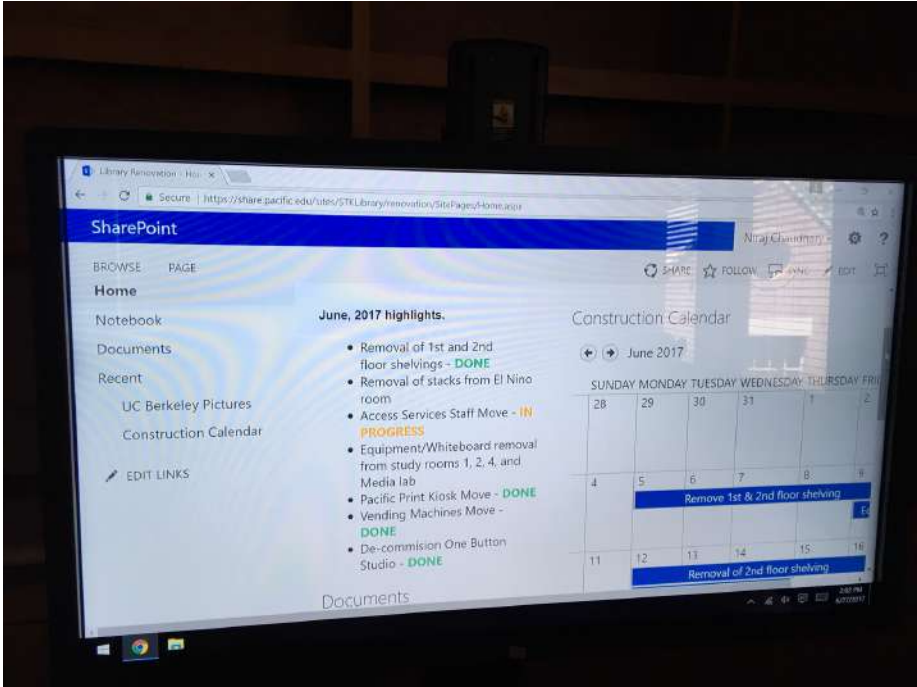 Library Renovation - Hor
Secure | https://share.pacific.edu/sites/STKLibrary/renovation/SitePages/Home.aspx
SharePoint
Niraj Chaudhary
?
BROWSE PAGE
SHARE FOLLOW SYNC EDIT
Home
Notebook
Documents
Recent
UC Berkeley Pictures
Construction Calendar
EDIT LINKS
June, 2017 highlights.
• Removal of 1st and 2nd
floor shelvings - DONE
• Removal of stacks from El Nino
room
• Access Services Staff Move - IN
PROGRESS
• Equipment/Whiteboard removal
from study rooms 1, 2, 4, and
Media lab
• Pacific Print Kiosk Move - DONE
• Vending Machines Move -
DONE
• De-commision One Button
Studio - DONE
Documents
Construction Calendar
June 2017
SUNDAY MONDAY TUESDAY WEDNESDAY THURSDAY FRI
28 29 30 31 1 2
4 5 6 7 8 9
Remove 1st & 2nd floor shelving
11 12 13 14 15 16
Removal of 2nd floor shelving
2:02 PM